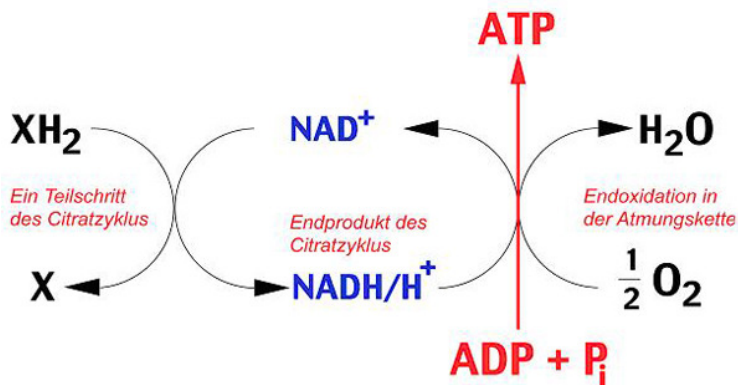 ATP
XH₂
NAD⁺
H₂O
Ein Teilschritt
des Citratzyklus
Endprodukt des
Citratzyklus
Endoxidation in
der Atmungskette
X
NADH/H⁺
½ O₂
ADP + Pᵢ